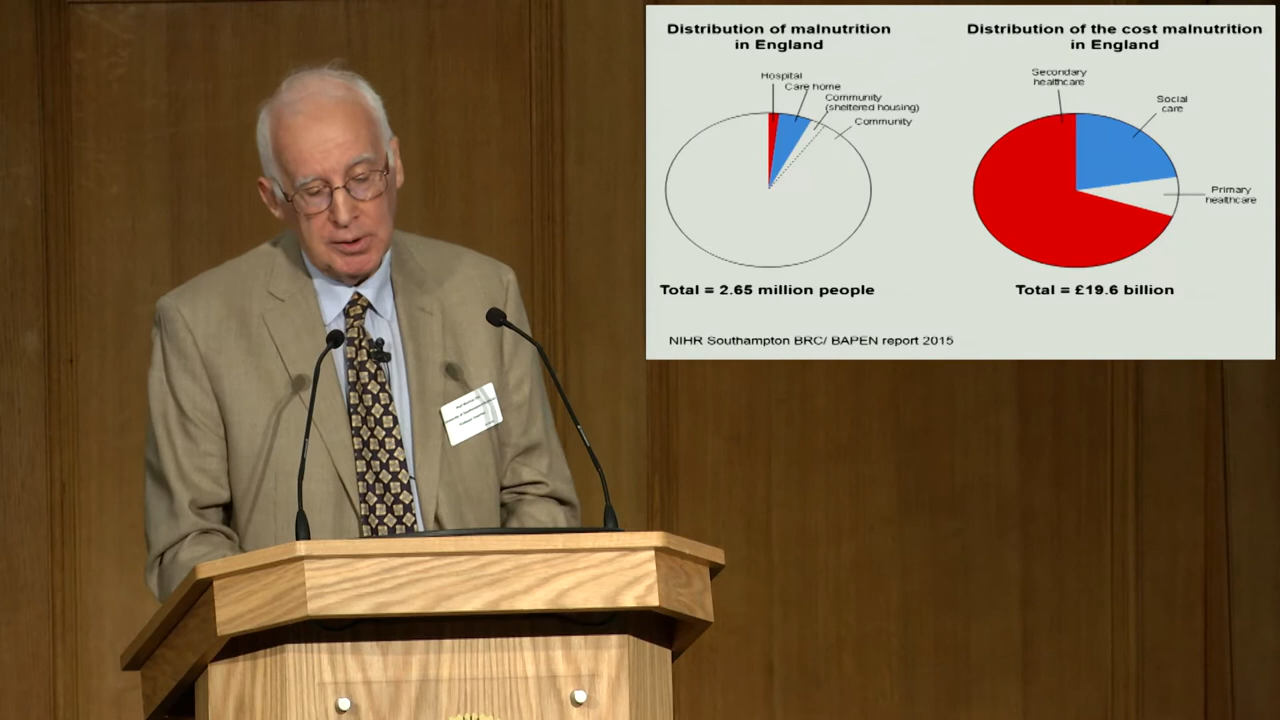 Distribution of malnutrition
in England
Hospital
Care home
Community
(sheltered housing)
Community
Total = 2.65 million people
Distribution of the cost malnutrition
in England
Secondary
healthcare
Social
care
Primary
healthcare
Total = £19.6 billion
NIHR Southampton BRC/ BAPEN report 2015